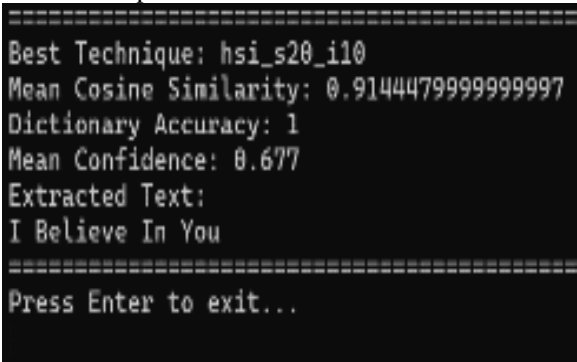 ==========================================
Best Technique: hsi_s20_i10
Mean Cosine Similarity: 0.9144479999999997
Dictionary Accuracy: 1
Mean Confidence: 0.677
Extracted Text:
I Believe In You
==========================================
Press Enter to exit...